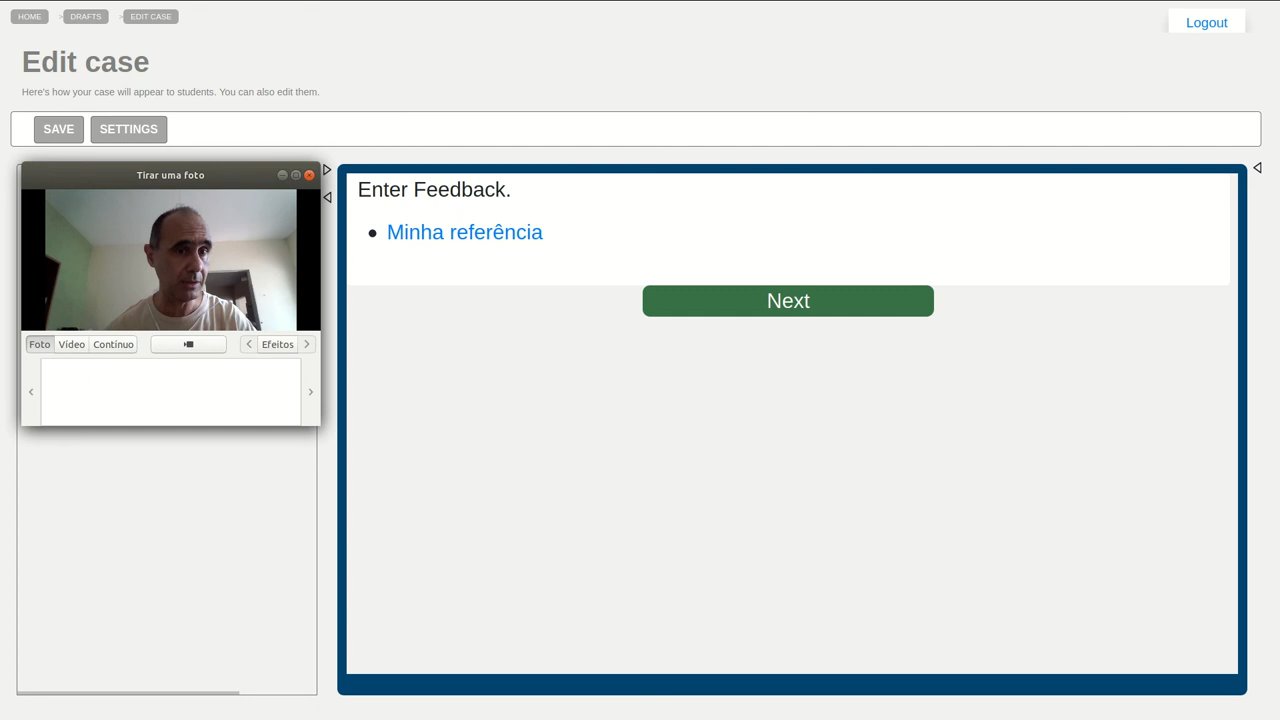 HOME > DRAFTS > EDIT CASE
Logout
Edit case
Here's how your case will appear to students. You can also edit them.
SAVE SETTINGS
Tirar uma foto
Enter Feedback.
Minha referência
Next
Foto Vídeo Contínuo Efeitos